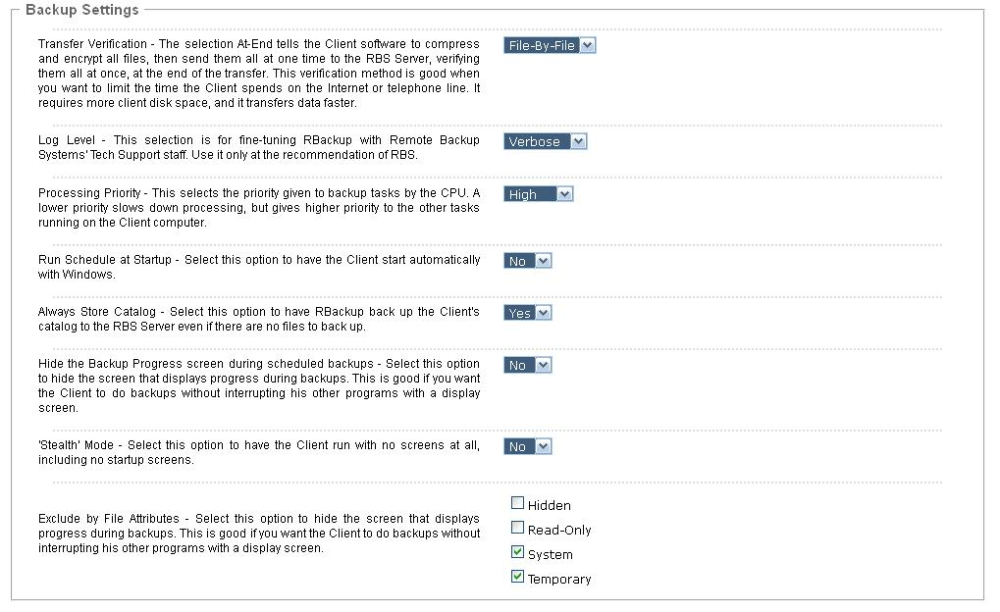 Backup Settings
Transfer Verification - The selection At-End tells the Client software to compress
and encrypt all files, then send them all at one time to the RBS Server, verifying
them all at once, at the end of the transfer. This verification method is good when
you want to limit the time the Client spends on the Internet or telephone line. It
requires more client disk space, and it transfers data faster.
File-By-File
Log Level - This selection is for fine-tuning RBackup with Remote Backup
Systems' Tech Support staff. Use it only at the recommendation of RBS.
Verbose
Processing Priority - This selects the priority given to backup tasks by the CPU. A
lower priority slows down processing, but gives higher priority to the other tasks
running on the Client computer.
High
Run Schedule at Startup - Select this option to have the Client start automatically
with Windows.
No
Always Store Catalog - Select this option to have RBackup back up the Client's
catalog to the RBS Server even if there are no files to back up.
Yes
Hide the Backup Progress screen during scheduled backups - Select this option
to hide the screen that displays progress during backups. This is good if you want
the Client to do backups without interrupting his other programs with a display
screen.
No
'Stealth' Mode - Select this option to have the Client run with no screens at all,
including no startup screens.
No
Exclude by File Attributes - Select this option to hide the screen that displays
progress during backups. This is good if you want the Client to do backups without
interrupting his other programs with a display screen.
Hidden
Read-Only
System
Temporary